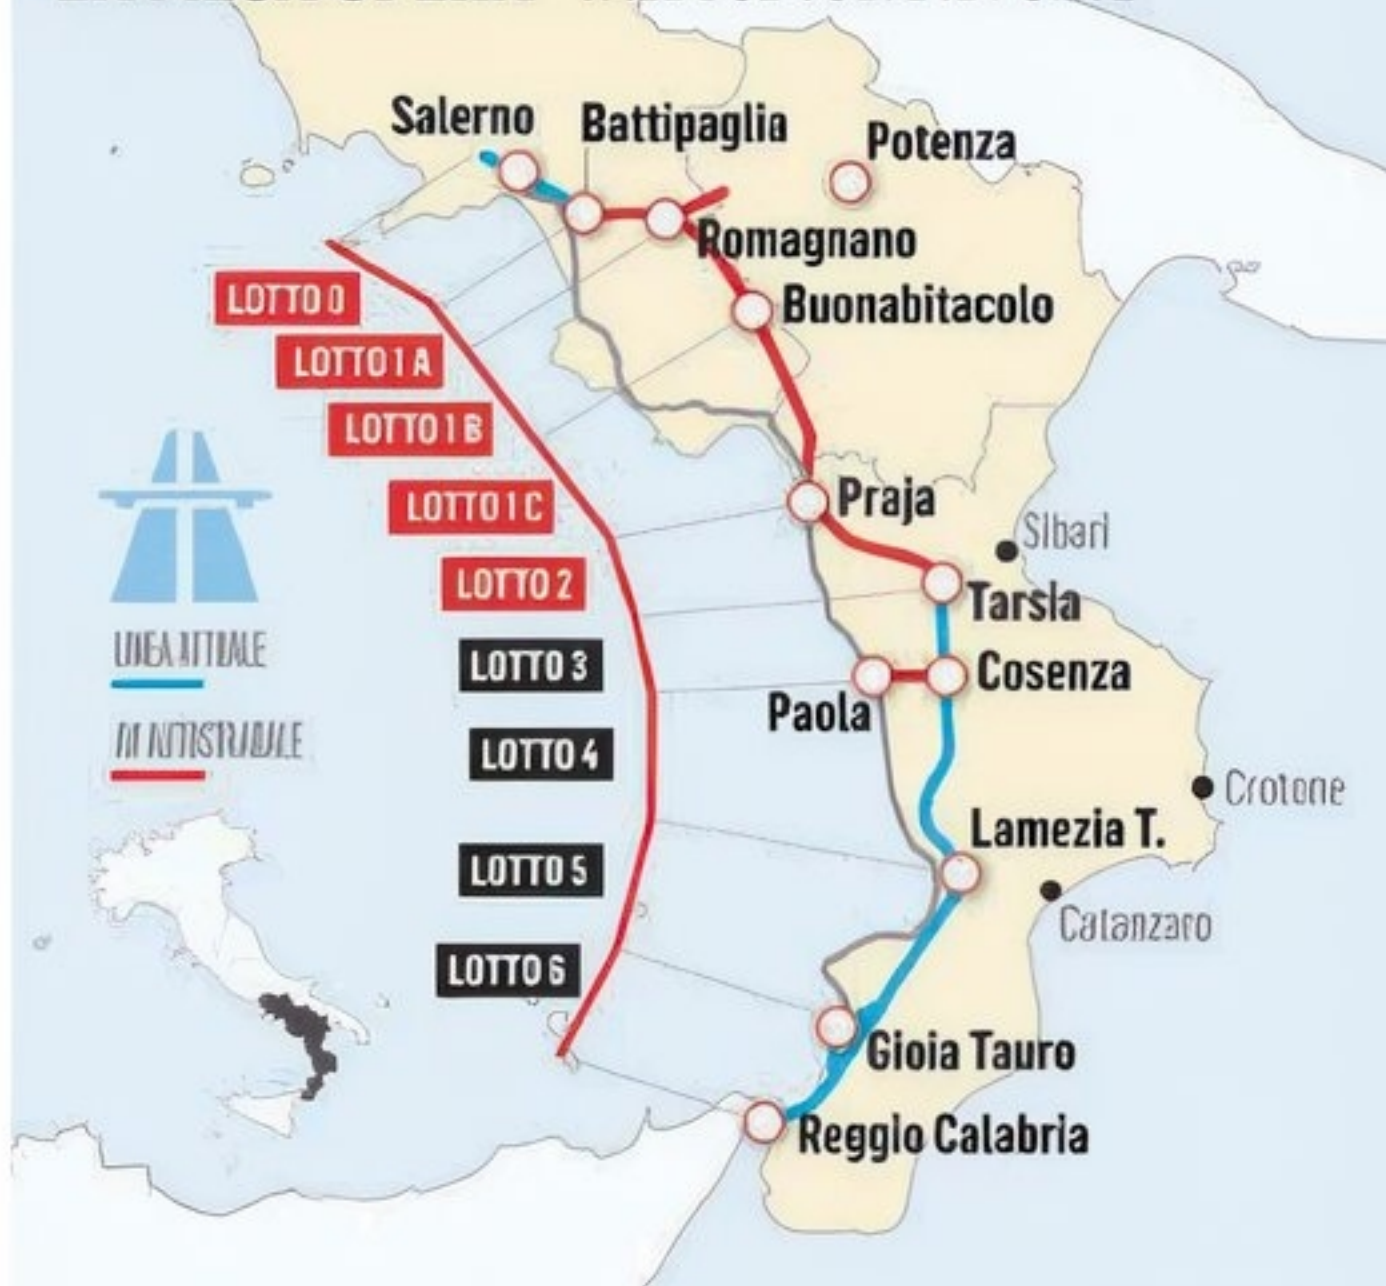 Salerno
Battipaglia
Potenza
Romagnano
Buonabitacolo
LOTTO 0
LOTTO 1 A
LOTTO 1 B
LOTTO 1 C
LOTTO 2
LOTTO 3
LOTTO 4
LOTTO 5
LOTTO 6
Praja
Sibari
Tarsia
Cosenza
Paola
Crotone
Lamezia T.
Catanzaro
Gioia Tauro
Reggio Calabria